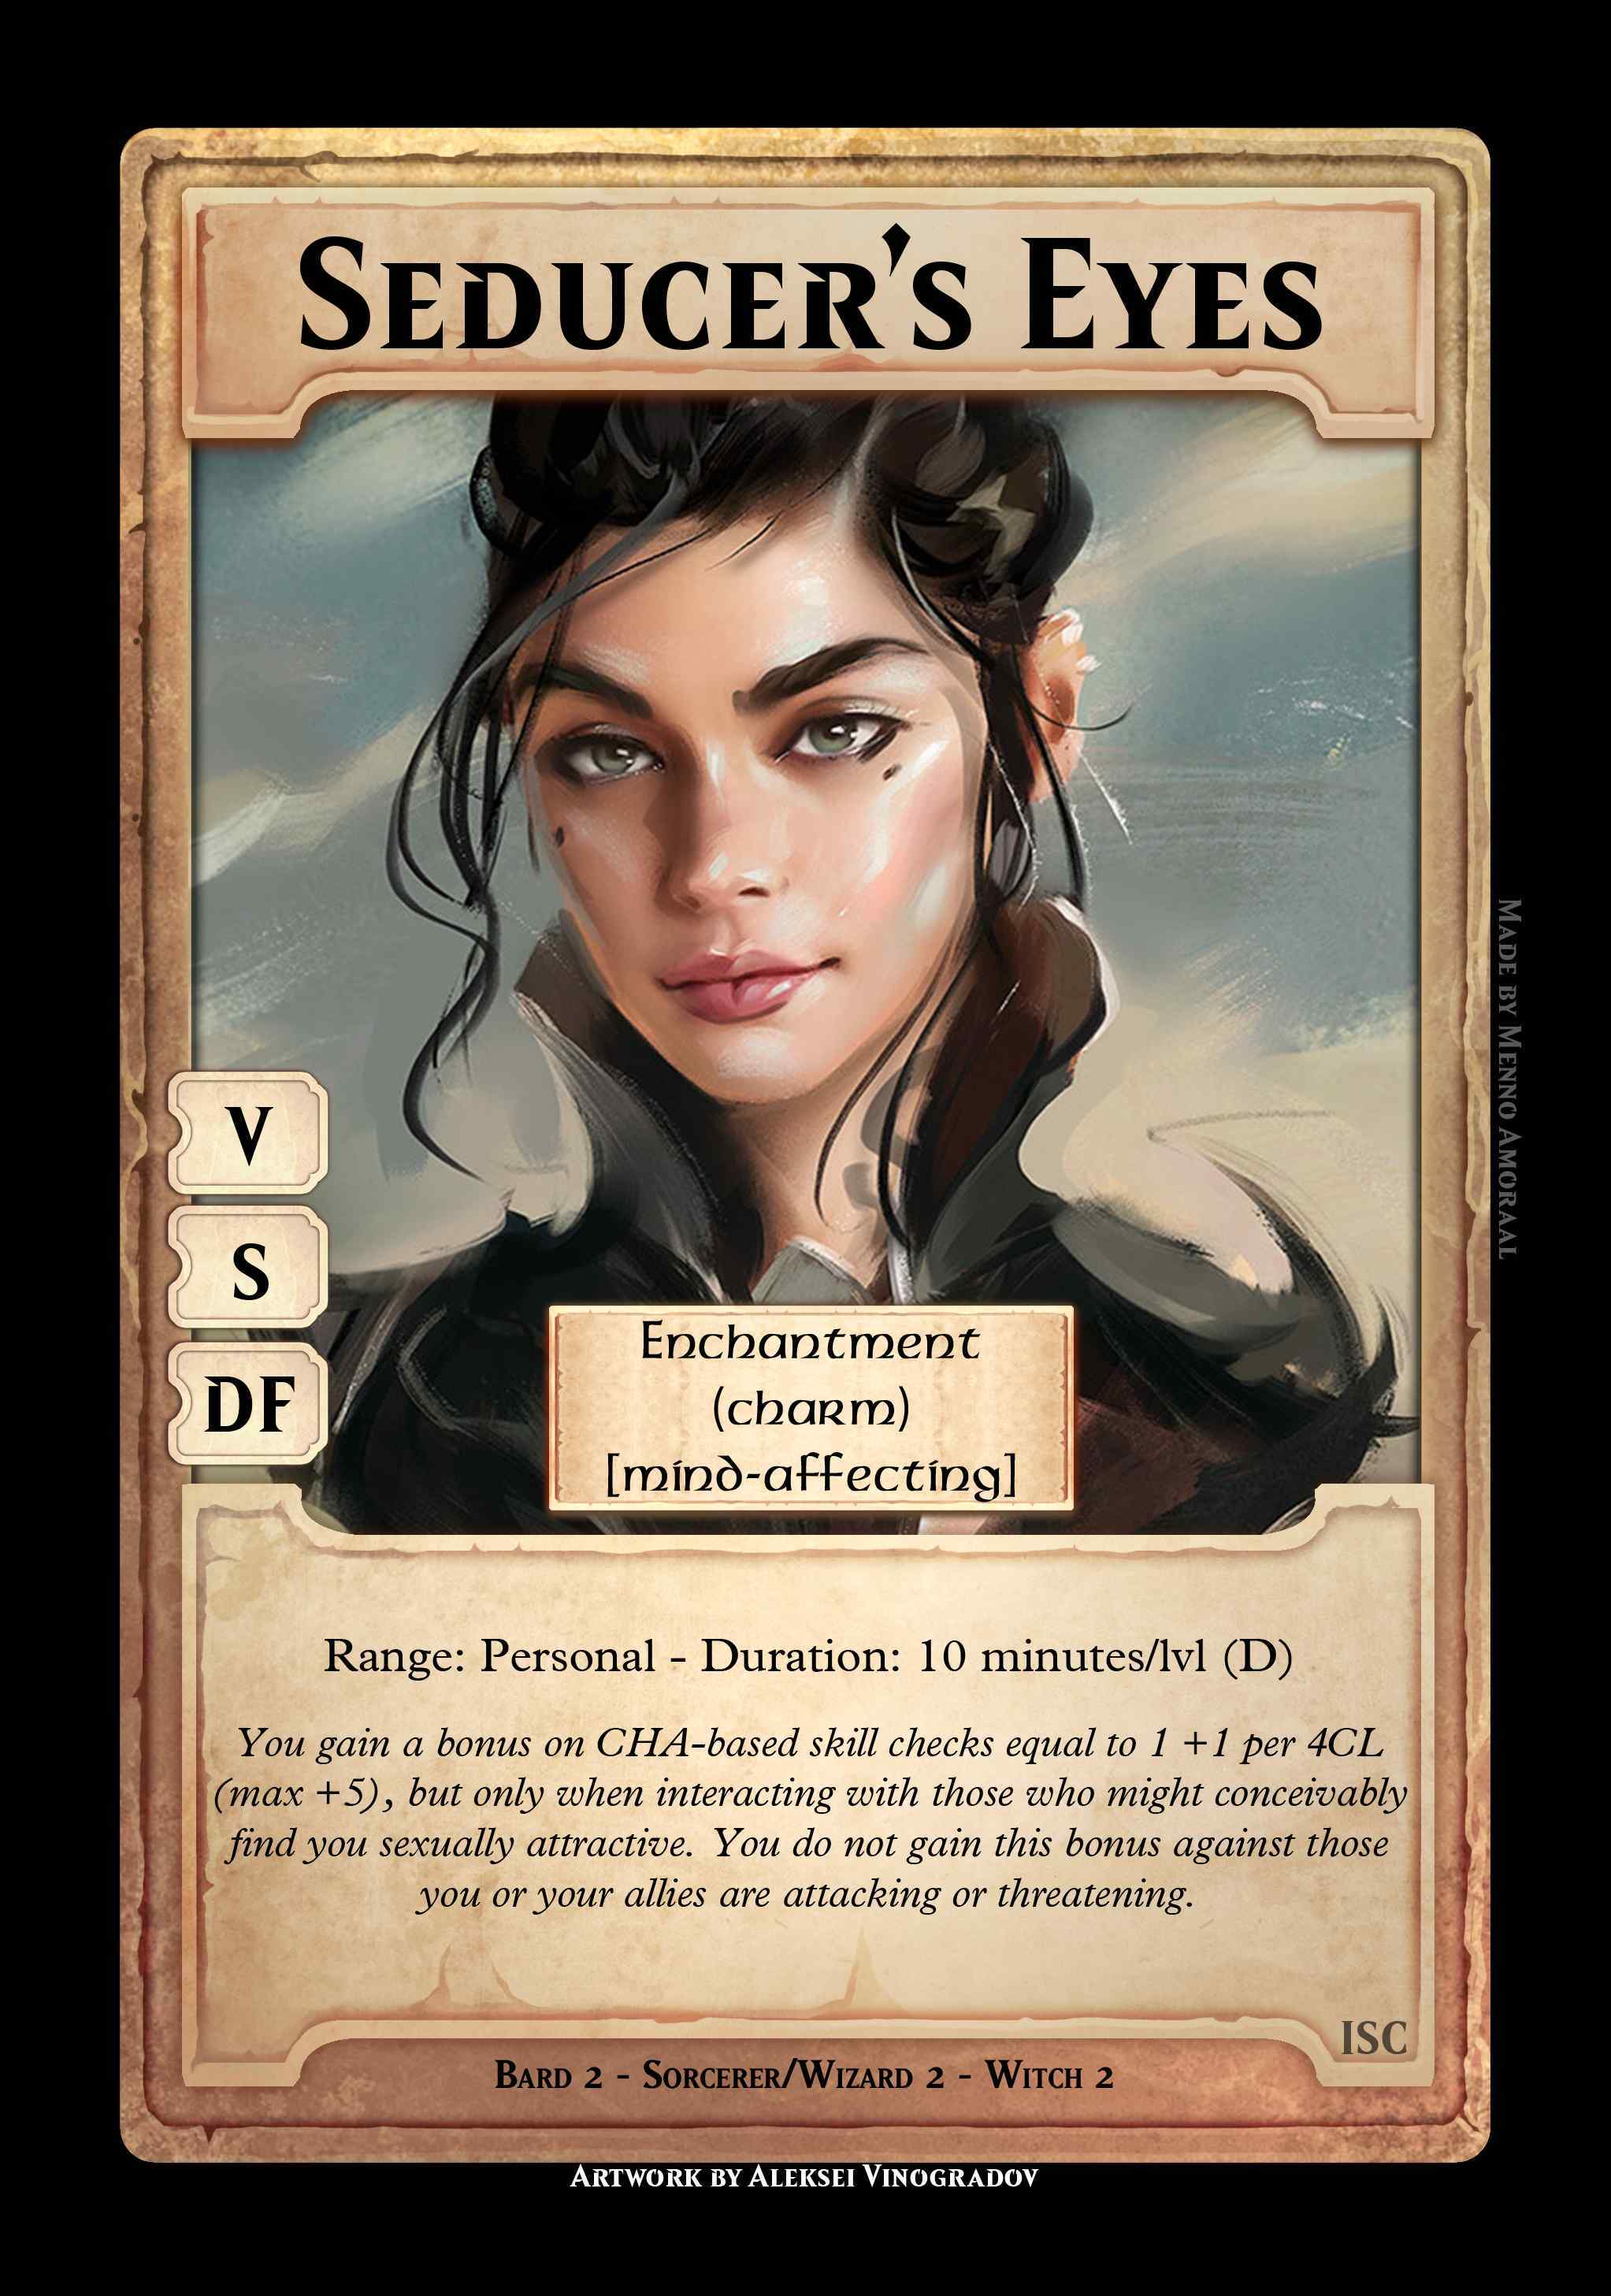 Seducer's Eyes
V
S
DF
Enchantment
(charm)
[mind-affecting]
Range: Personal - Duration: 10 minutes/lvl (D)
You gain a bonus on CHA-based skill checks equal to 1 +1 per 4CL
(max +5), but only when interacting with those who might conceivably
find you sexually attractive. You do not gain this bonus against those
you or your allies are attacking or threatening.
ISC
Bard 2 - Sorcerer/Wizard 2 - Witch 2
Artwork by Aleksei Vinogradov
Made by Menno Amoraal